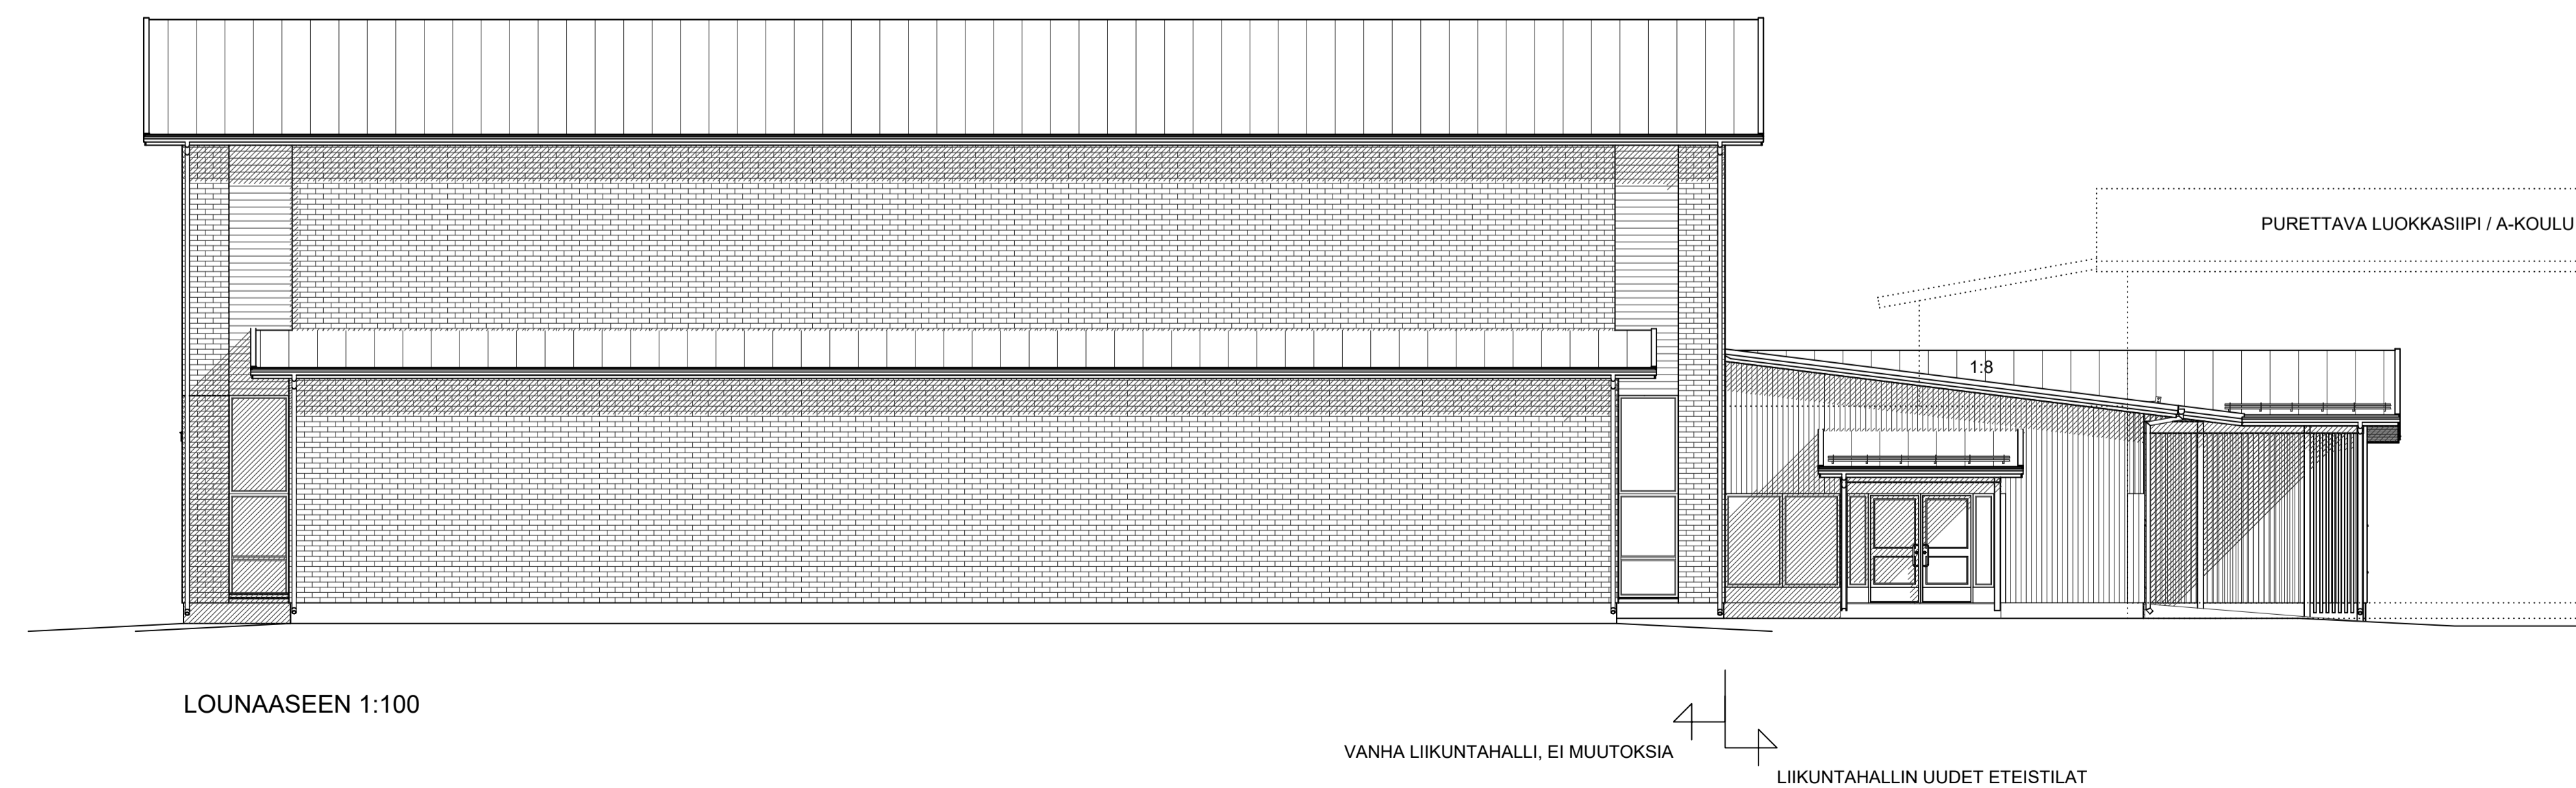 PURETTAVA LUOKKASIIPI / A-KOULU
1:8
LOUNAASEEN 1:100
VANHA LIIKUNTAHALLI, EI MUUTOKSIA
LIIKUNTAHALLIN UUDET ETEISTILAT